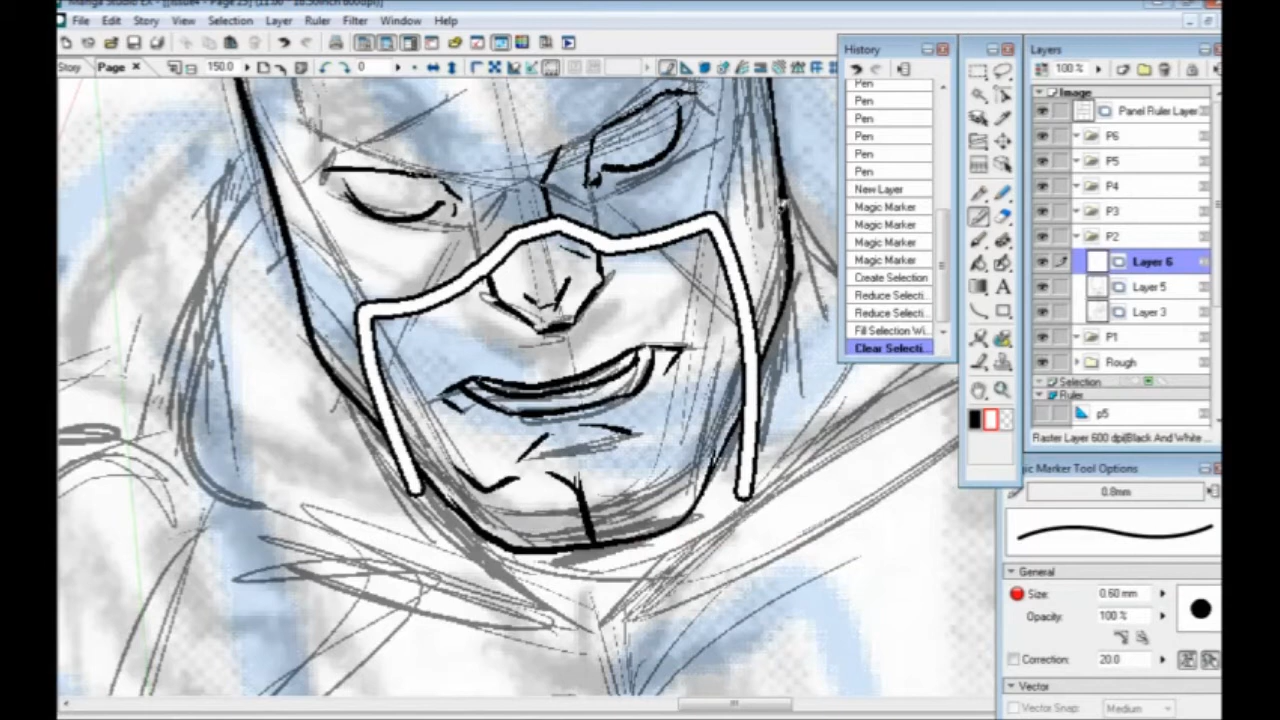 File Edit Story View Selection Layer Ruler Filter Window Help
Story Page 150.0 0
History
Pen
Pen
Pen
Pen
Pen
Pen
New Layer
Magic Marker
Magic Marker
Magic Marker
Magic Marker
Create Selection
Reduce Selecti..
Reduce Selecti..
Fill Selection Wi..
Clear Selecti..
Layers
100 %
Image
Panel Ruler Layer
P6
P5
P4
P3
P2
Layer 6
Layer 5
Layer 3
P1
Rough
Selection
Ruler
p5
Raster Layer 600 dpi(Black And White ...
Marker Tool Options
0.8mm
General
Size: 0.60 mm
Opacity: 100 %
Correction: 20.0
Vector
Vector Snap: Medium